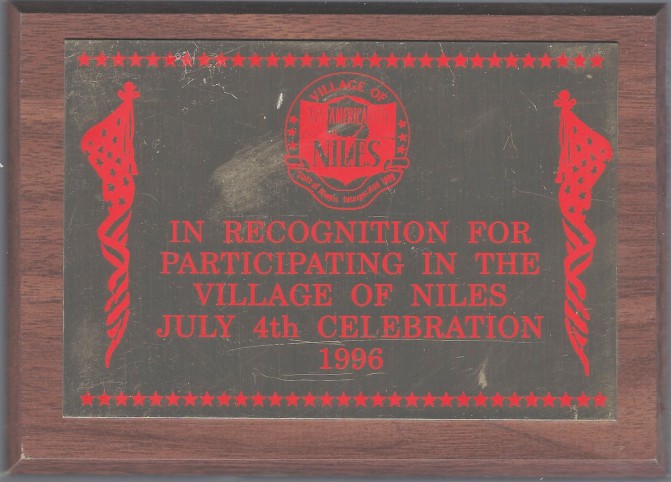 VILLAGE OF
NILES
IN RECOGNITION FOR
PARTICIPATING IN THE
VILLAGE OF NILES
JULY 4th CELEBRATION
1996